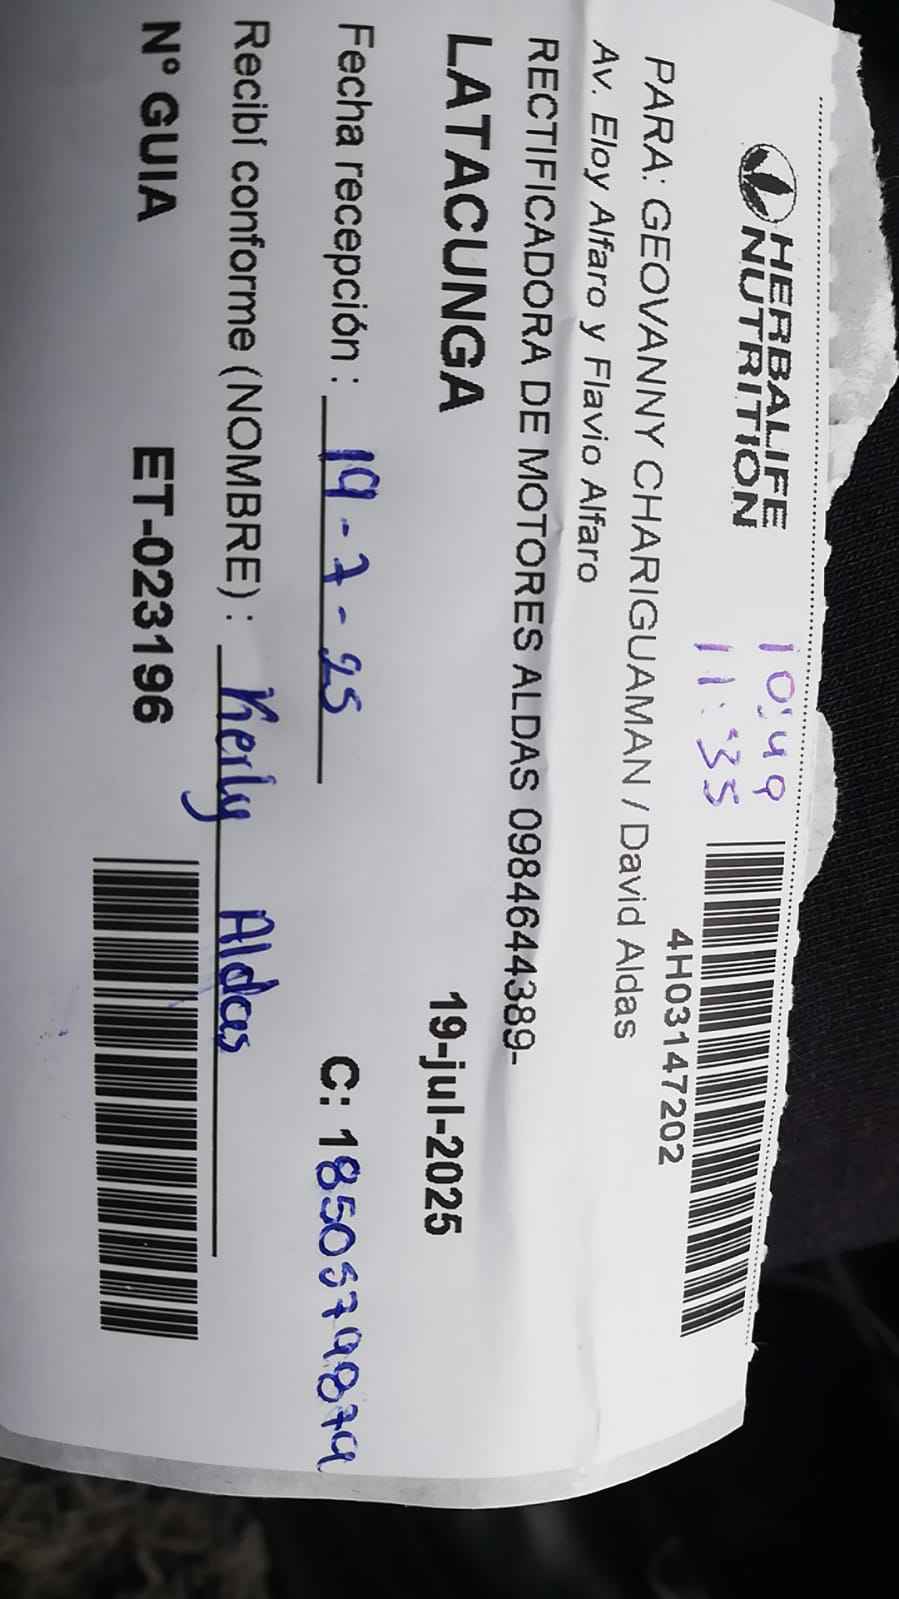 HERBALIFE
NUTRITION
10:49
11:35
4H03147202
PARA: GEOVANNY CHARIGUAMAN / David Aldas
Av. Eloy Alfaro y Flavio Alfaro
RECTIFICADORA DE MOTORES ALDAS 0984644389-
LATACUNGA 19-jul-2025
Fecha recepción : 19-7-25 C: 1850579879
Recibí conforme (NOMBRE) : Kerly Aldas
N° GUIA ET-023196